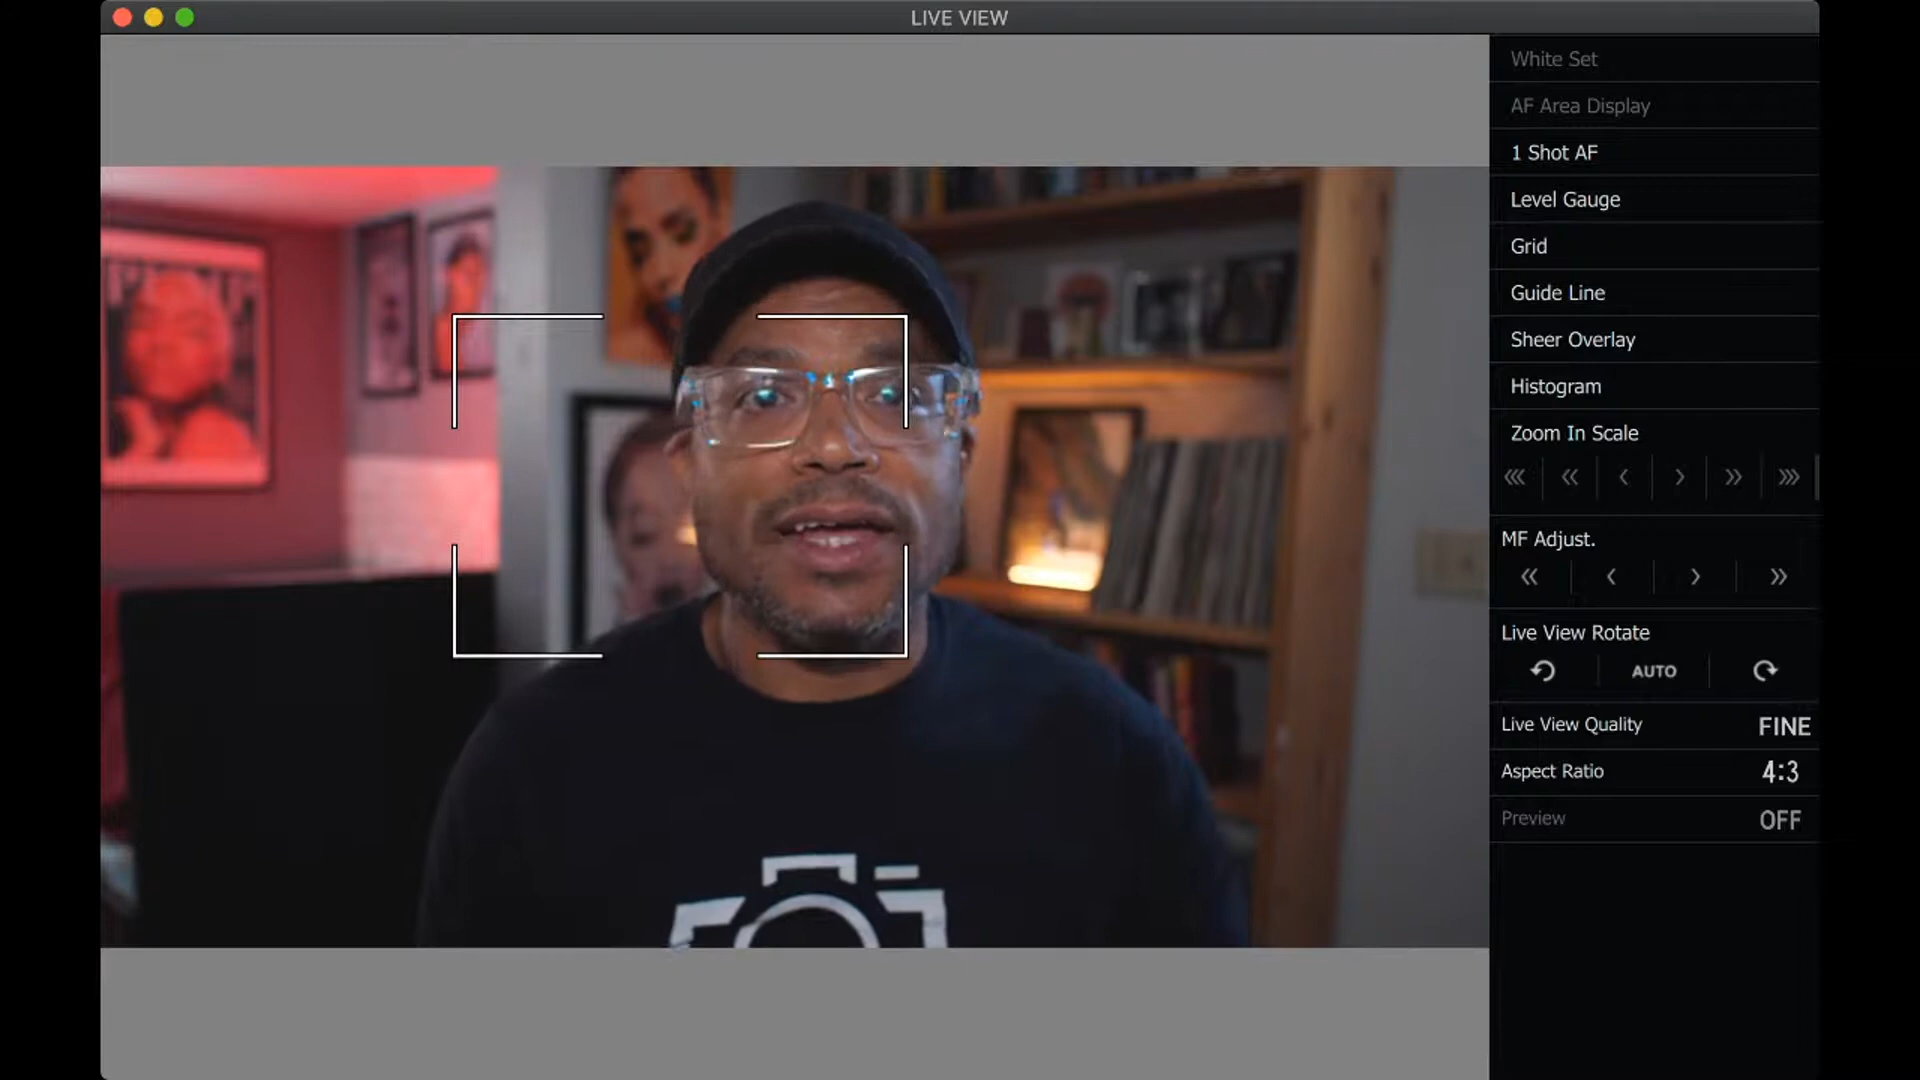 LIVE VIEW
White Set
AF Area Display
1 Shot AF
Level Gauge
Grid
Guide Line
Sheer Overlay
Histogram
Zoom In Scale
MF Adjust.
Live View Rotate
AUTO
Live View Quality FINE
Aspect Ratio 4:3
Preview OFF